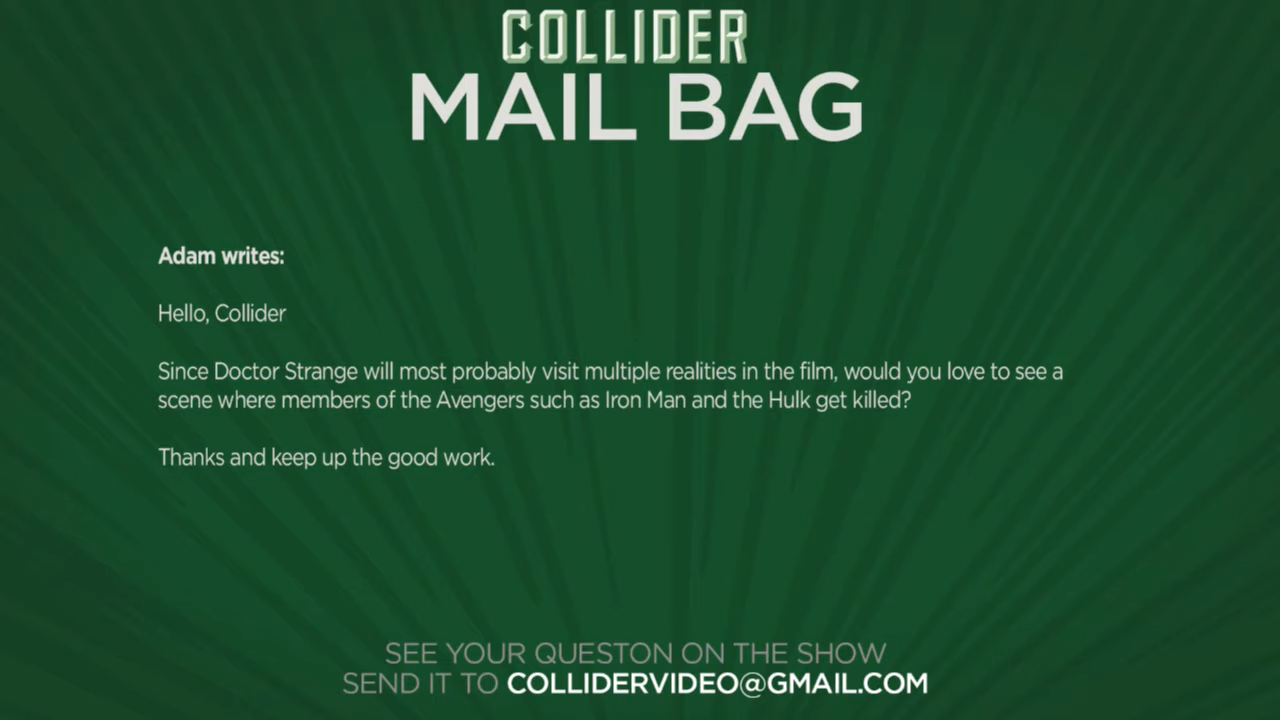 COLLIDER
MAIL BAG
Adam writes:
Hello, Collider
Since Doctor Strange will most probably visit multiple realities in the film, would you love to see a
scene where members of the Avengers such as Iron Man and the Hulk get killed?
Thanks and keep up the good work.
SEE YOUR QUESTON ON THE SHOW
SEND IT TO COLLIDERVIDEO@GMAIL.COM